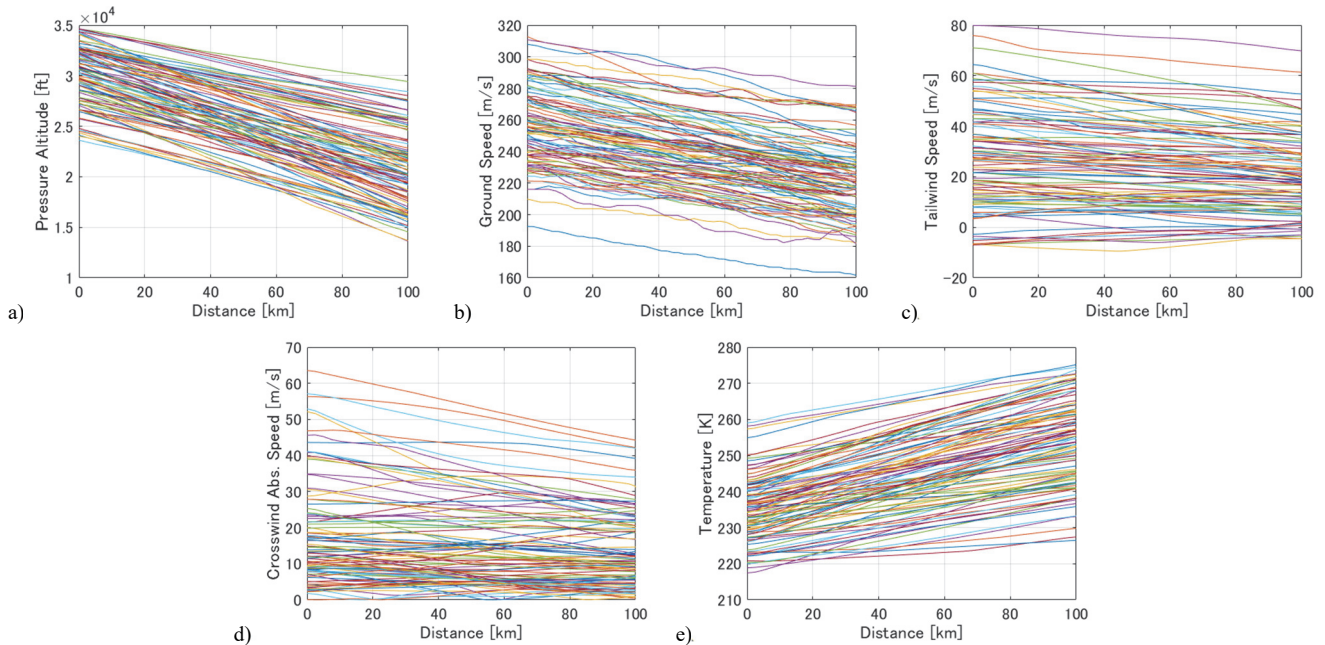 ×10⁴
3.5
3
2.5
2
1.5
1
0 20 40 60 80 100
Pressure Altitude [ft]
Distance [km]
a)
320
300
280
260
240
220
200
180
160
0 20 40 60 80 100
Ground Speed [m/s]
Distance [km]
b)
80
60
40
20
0
−20
0 20 40 60 80 100
Tailwind Speed [m/s]
Distance [km]
c)
70
60
50
40
30
20
10
0
0 20 40 60 80 100
Crosswind Abs. Speed [m/s]
Distance [km]
d)
280
270
260
250
240
230
220
210
0 20 40 60 80 100
Temperature [K]
Distance [km]
e)